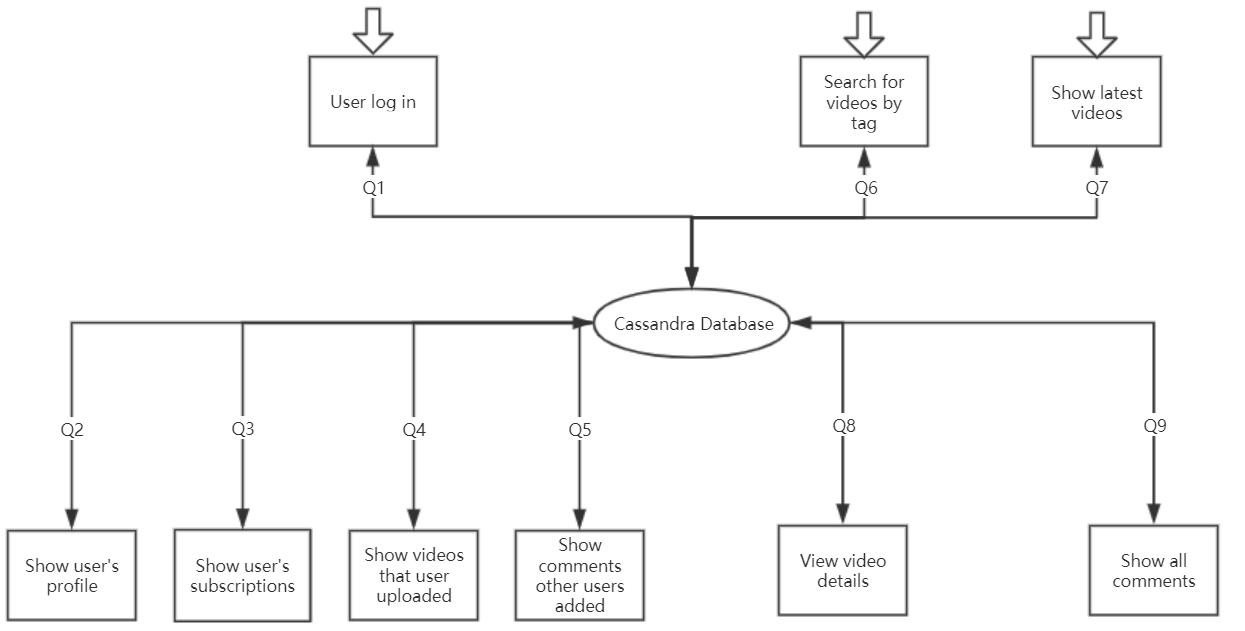 User log in
Search for
videos by
tag
Show latest
videos
Q1
Q6
Q7
Cassandra Database
Q2
Q3
Q4
Q5
Q8
Q9
Show user's
profile
Show user's
subscriptions
Show videos
that user
uploaded
Show
comments
other users
added
View video
details
Show all
comments